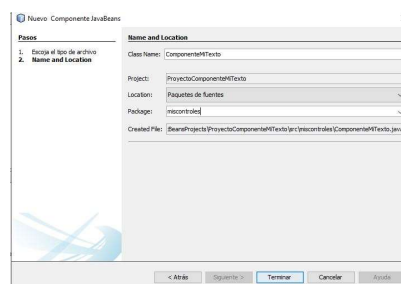 Nuevo Componente JavaBeans
Pasos
1. Escoja el tipo de archivo
2. Name and Location
Name and Location
Class Name: ComponenteMiTexto
Project: ProyectoComponenteMiTexto
Location: Paquetes de fuentes
Package: miscontroles
Created File: BeansProjects\ProyectoComponenteMiTexto\src\miscontroles\ComponenteMiTexto.java
< Atrás Siguiente > Terminar Cancelar Ayuda